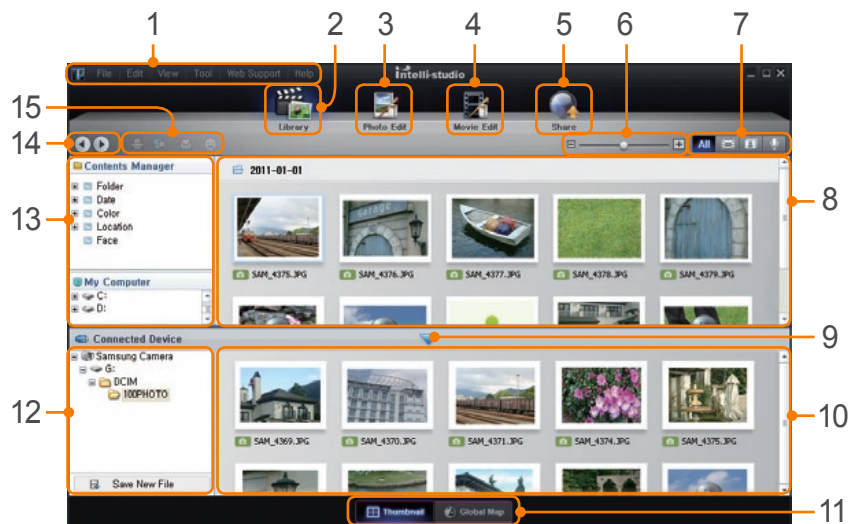 1 2 3 4 5 6 7
File Edit View Tool Web Support Help
intelli-studio
Library Photo Edit Movie Edit Share
15
14
All
Contents Manager
2011-01-01
Folder
Date
Color
Location
Face
13
8
SAM_4375.JPG SAM_4376.JPG SAM_4377.JPG SAM_4378.JPG SAM_4379.JPG
My Computer
C:
D:
Connected Device
9
Samsung Camera
G:
DCIM
100PHOTO
12
10
SAM_4369.JPG SAM_4370.JPG SAM_4371.JPG SAM_4374.JPG SAM_4375.JPG
Save New File
Thumbnail Global Map
11